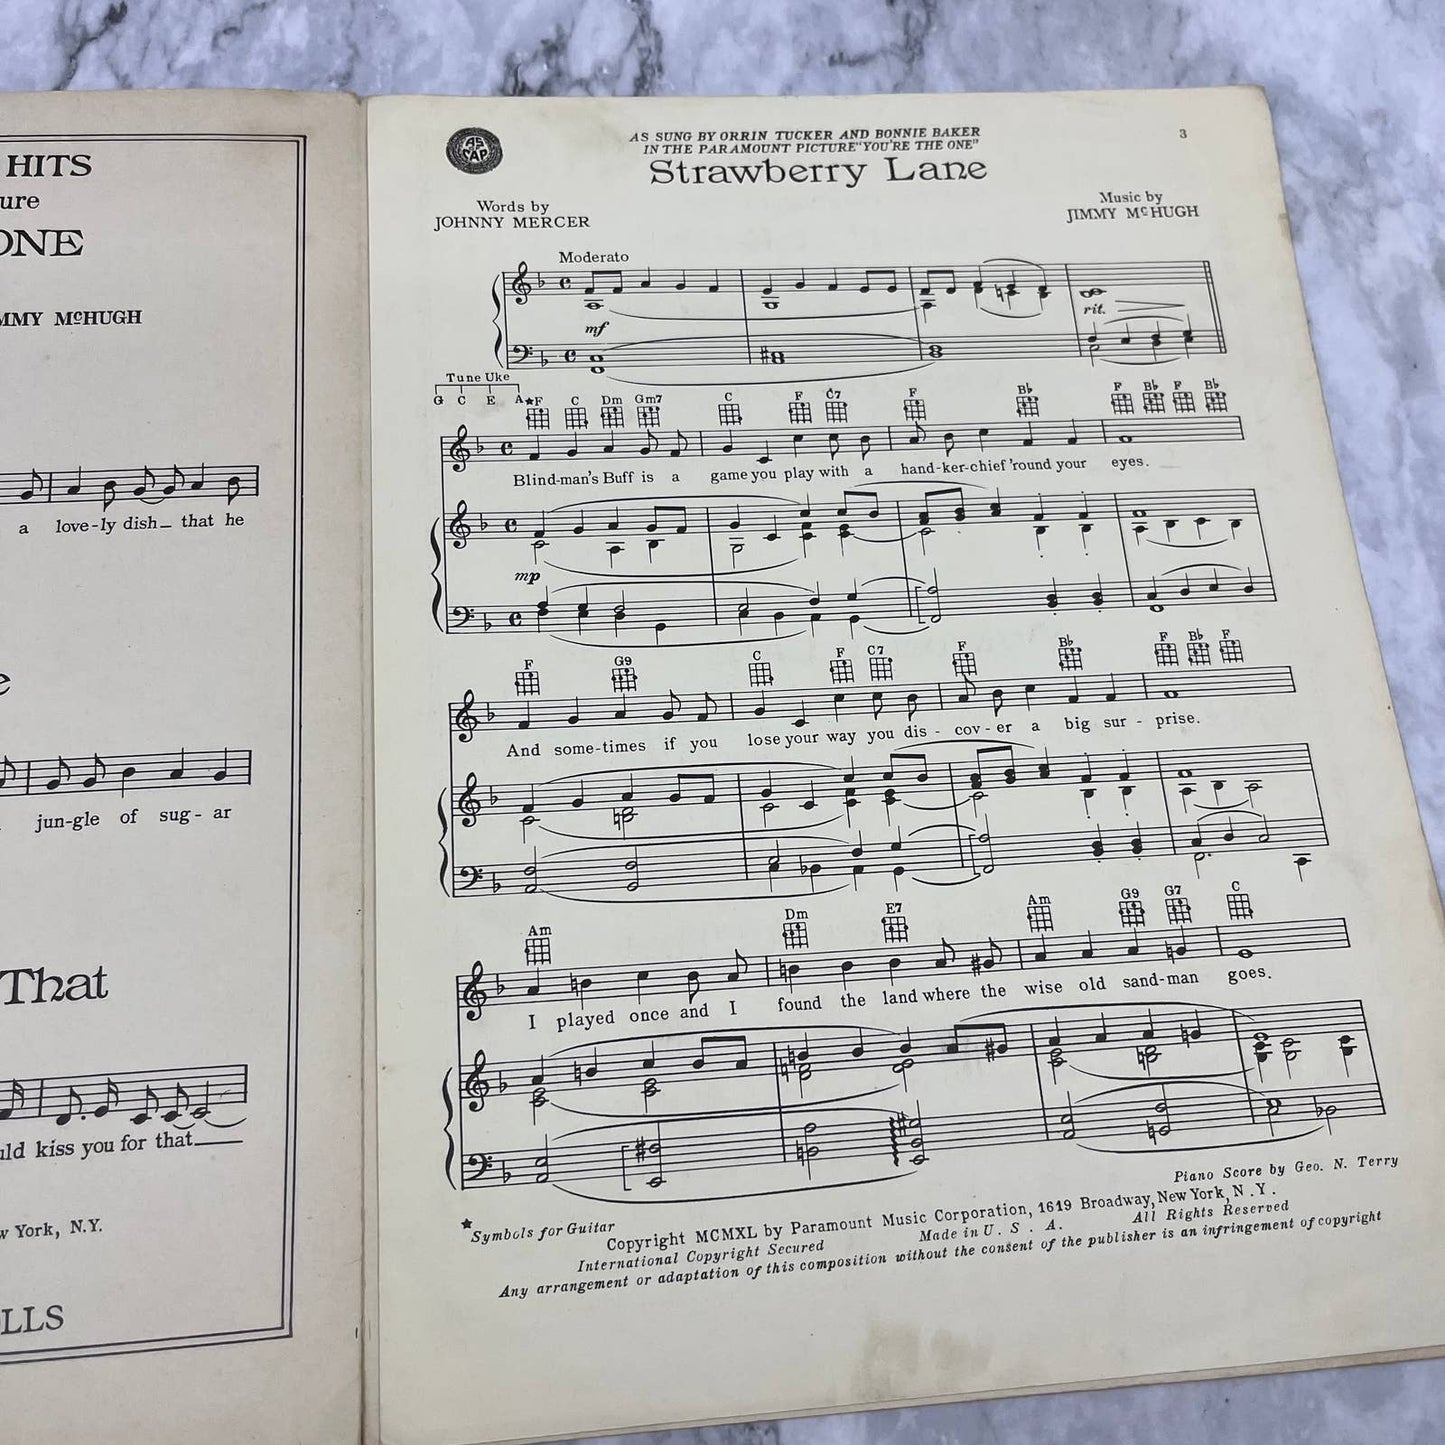 HITS
ure
ONE
MMY McHUGH
a love-ly dish_ that he
e
jun-gle of sug- ar
That
uld kiss you for that
w York, N.Y.
OLLS
AS CAP
AS SUNG BY ORRIN TUCKER AND BONNIE BAKER
IN THE PARAMOUNT PICTURE "YOU'RE THE ONE"
3
Strawberry Lane
Words by
JOHNNY MERCER
Music by
JIMMY McHUGH
Moderato
mf
rit.
Tune Uke
G C E A
★F C Dm Gm7 C F C7 F B♭ F B♭ F B♭
Blind-man's Buff is a game you play with a hand-ker-chief 'round your eyes.
mp
F G9 C F C7 F B♭ F B♭ F
And some-times if you lose your way you dis - cov - er a big sur - prise.
Am Dm E7 Am G9 G7 C
I played once and I found the land where the wise old sand-man goes.
Piano Score by Geo. N. Terry
★ Symbols for Guitar
Copyright MCMXL by Paramount Music Corporation, 1619 Broadway, New York, N.Y.
International Copyright Secured Made in U. S. A. All Rights Reserved
Any arrangement or adaptation of this composition without the consent of the publisher is an infringement of copyright